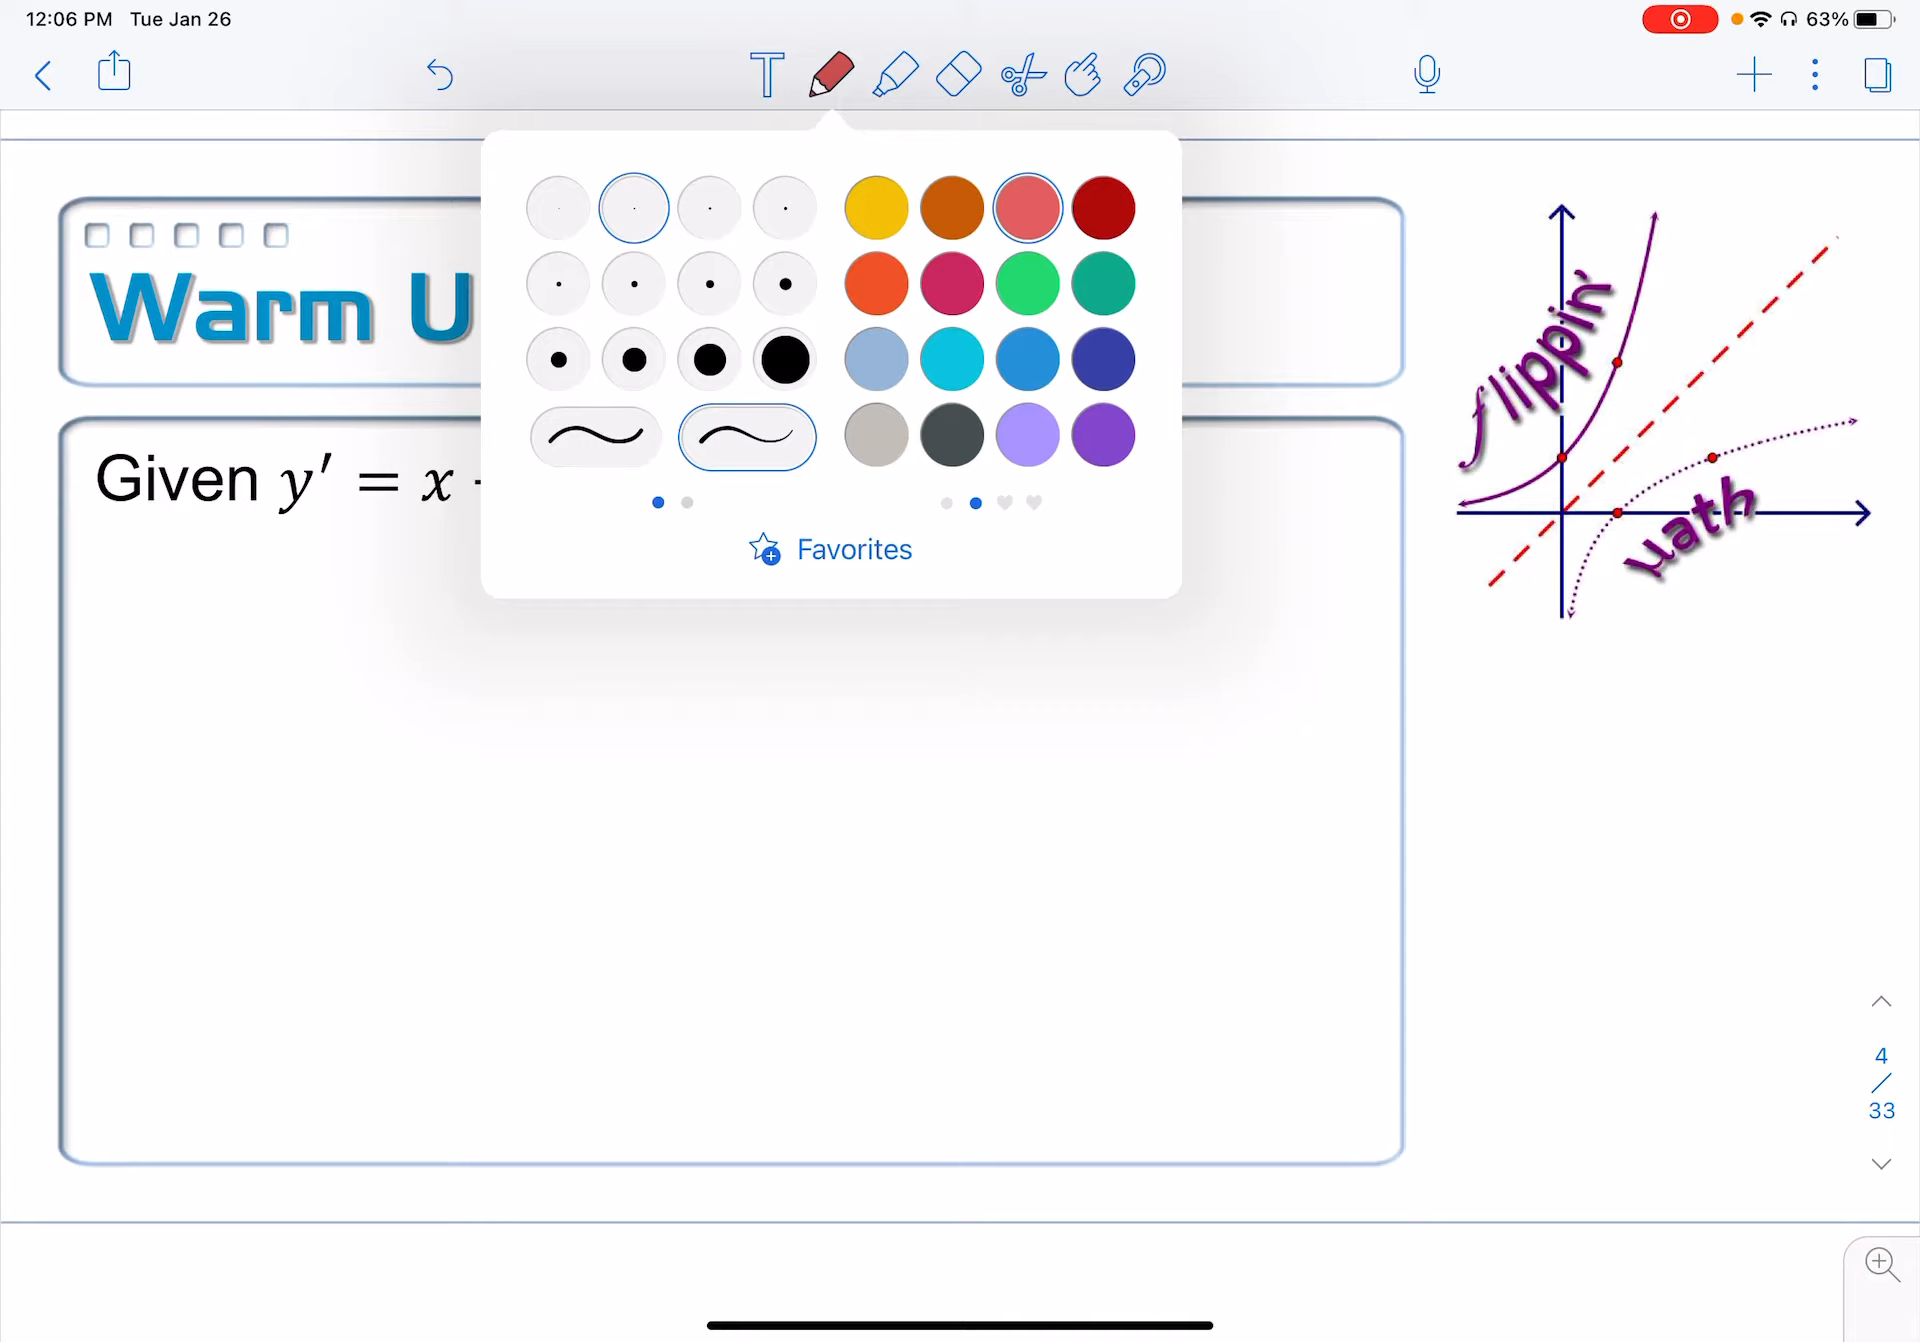 12:06 PM Tue Jan 26
63%
T
Warm U
Given y′ = x -
flippin'
math
Favorites
4
/
33